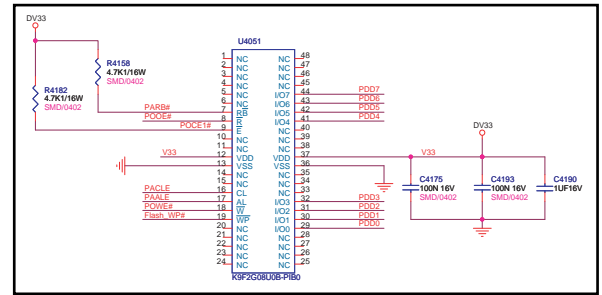 DV33
U4051
R4158
4.7K1/16W
SMD/0402
R4182
4.7K1/16W
SMD/0402
1 NC NC 48
2 NC NC 47
3 NC NC 46
4 NC NC 45
5 NC I/O7 44 PDD7
6 NC I/O6 43 PDD6
PARB# 7 RB I/O5 42 PDD5
POOE# 8 R I/O4 41 PDD4
POCE1# 9 E NC 40
10 NC NC 39
11 NC NC 38
V33 12 VDD VDD 37 V33
13 VSS VSS 36
14 NC NC 35
15 NC NC 34
PACLE 16 CL NC 33
PAALE 17 AL I/O3 32 PDD3
POWE# 18 W I/O2 31 PDD2
Flash_WP# 19 WP I/O1 30 PDD1
20 NC I/O0 29 PDD0
21 NC NC 28
22 NC NC 27
23 NC NC 26
24 NC NC 25
K9F2G08U0B-PIB0
DV33
C4175
100N 16V
SMD/0402
C4193
100N 16V
SMD/0402
C4190
1UF16V